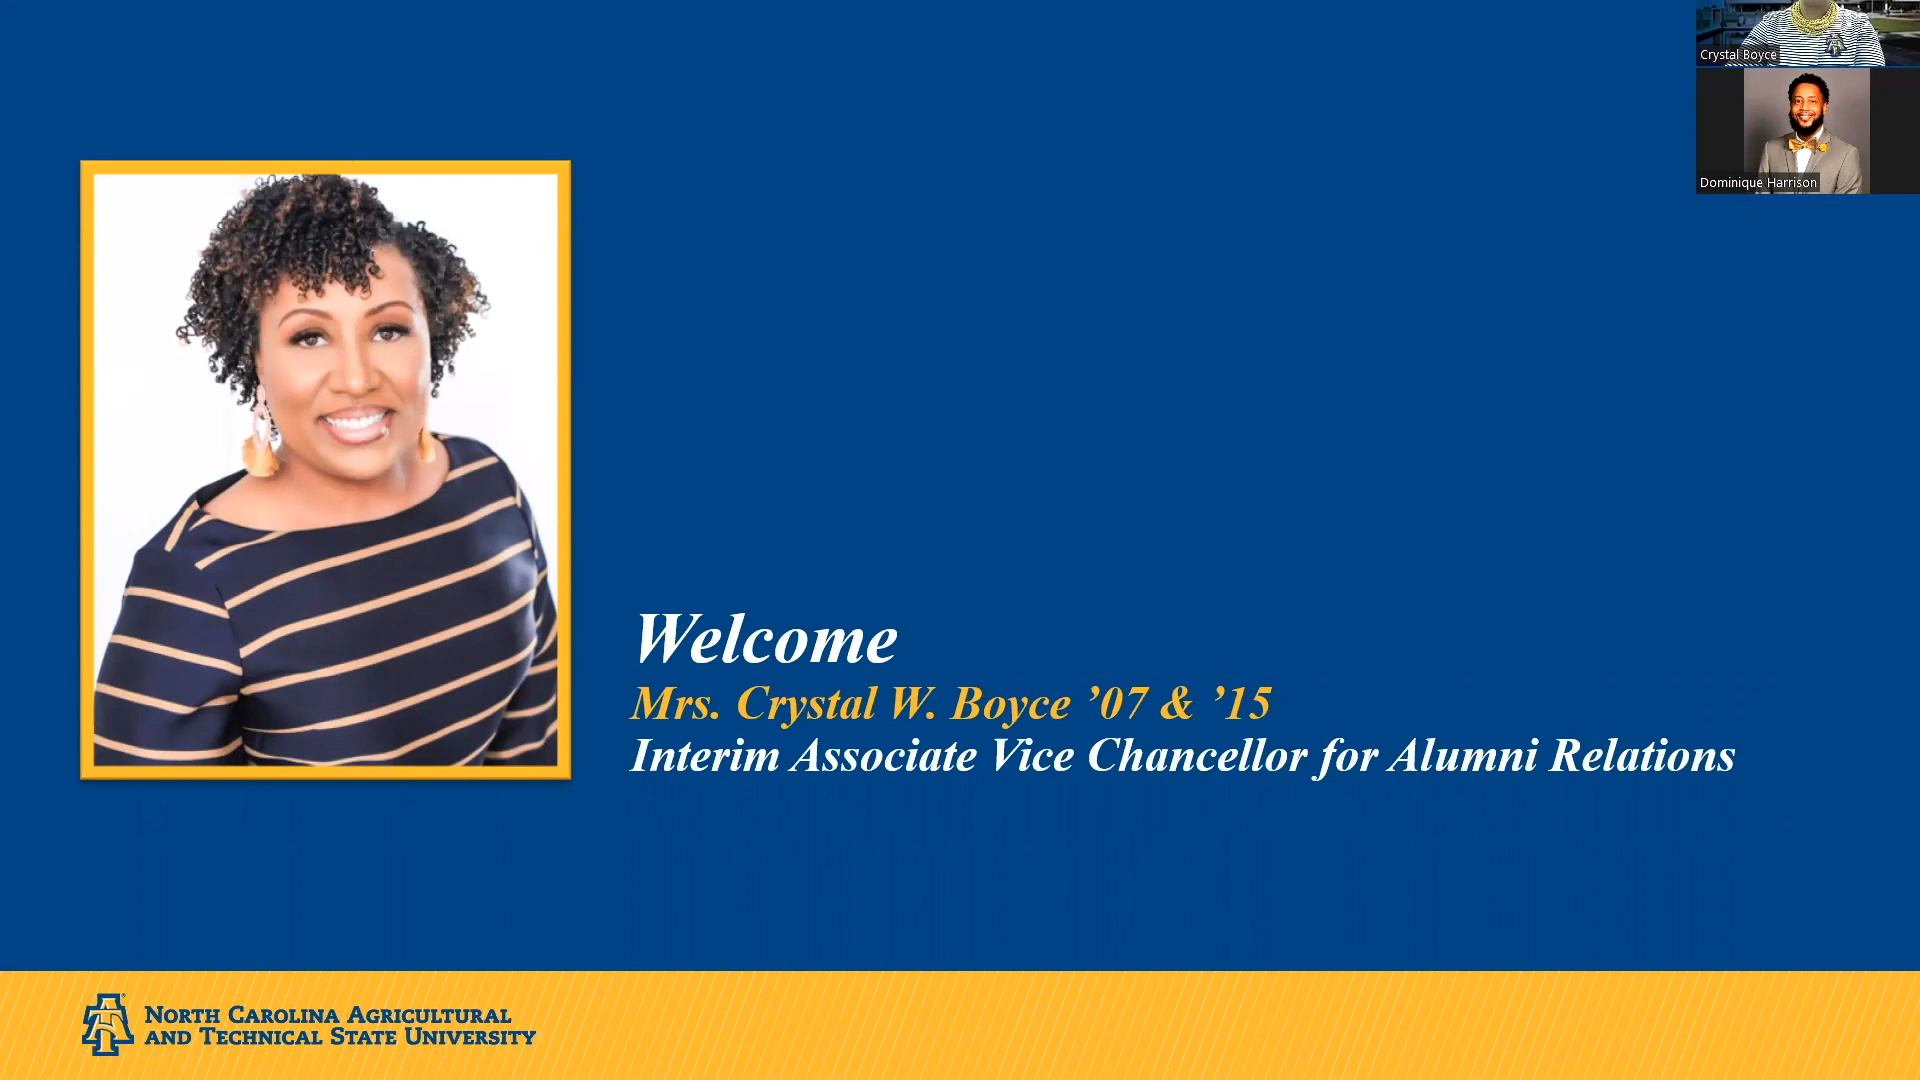 Crystal Boyce
Dominique Harrison
Welcome
Mrs. Crystal W. Boyce ’07 & ’15
Interim Associate Vice Chancellor for Alumni Relations
North Carolina Agricultural
and Technical State University